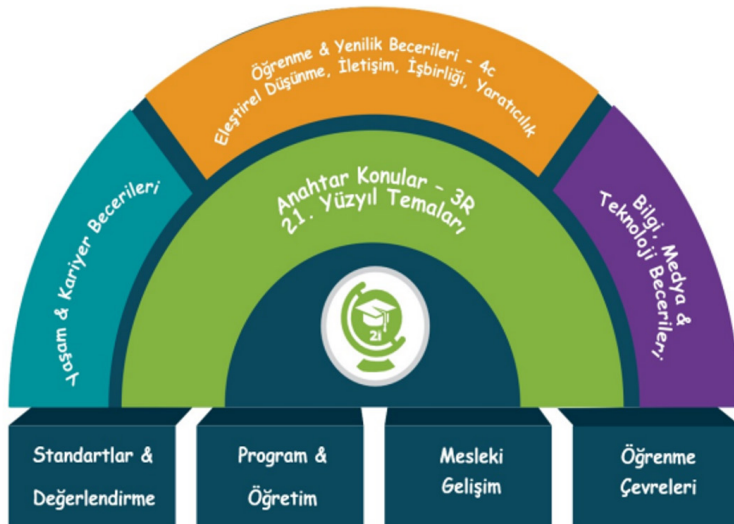 Öğrenme & Yenilik Becerileri - 4c
Eleştirel Düşünme, İletişim, İşbirliği, Yaratıcılık
Yaşam & Kariyer Becerileri
Anahtar Konular - 3R
21. Yüzyıl Temaları
Bilgi, Medya &
Teknoloji Becerileri
21
Standartlar &
Değerlendirme
Program &
Öğretim
Mesleki
Gelişim
Öğrenme
Çevreleri